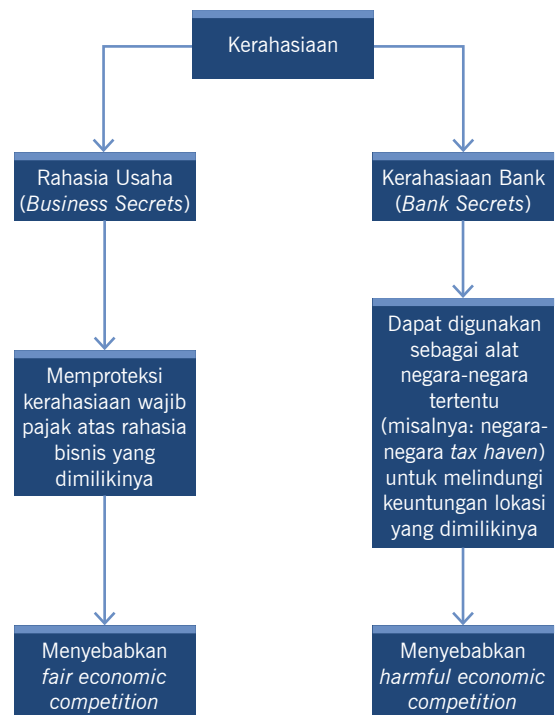 Kerahasiaan
Rahasia Usaha
(Business Secrets)
Memproteksi
kerahasiaan wajib
pajak atas rahasia
bisnis yang
dimilikinya
Menyebabkan
fair economic
competition
Kerahasiaan Bank
(Bank Secrets)
Dapat digunakan
sebagai alat
negara-negara
tertentu
(misalnya: negara-
negara tax haven)
untuk melindungi
keuntungan lokasi
yang dimilikinya
Menyebabkan
harmful economic
competition